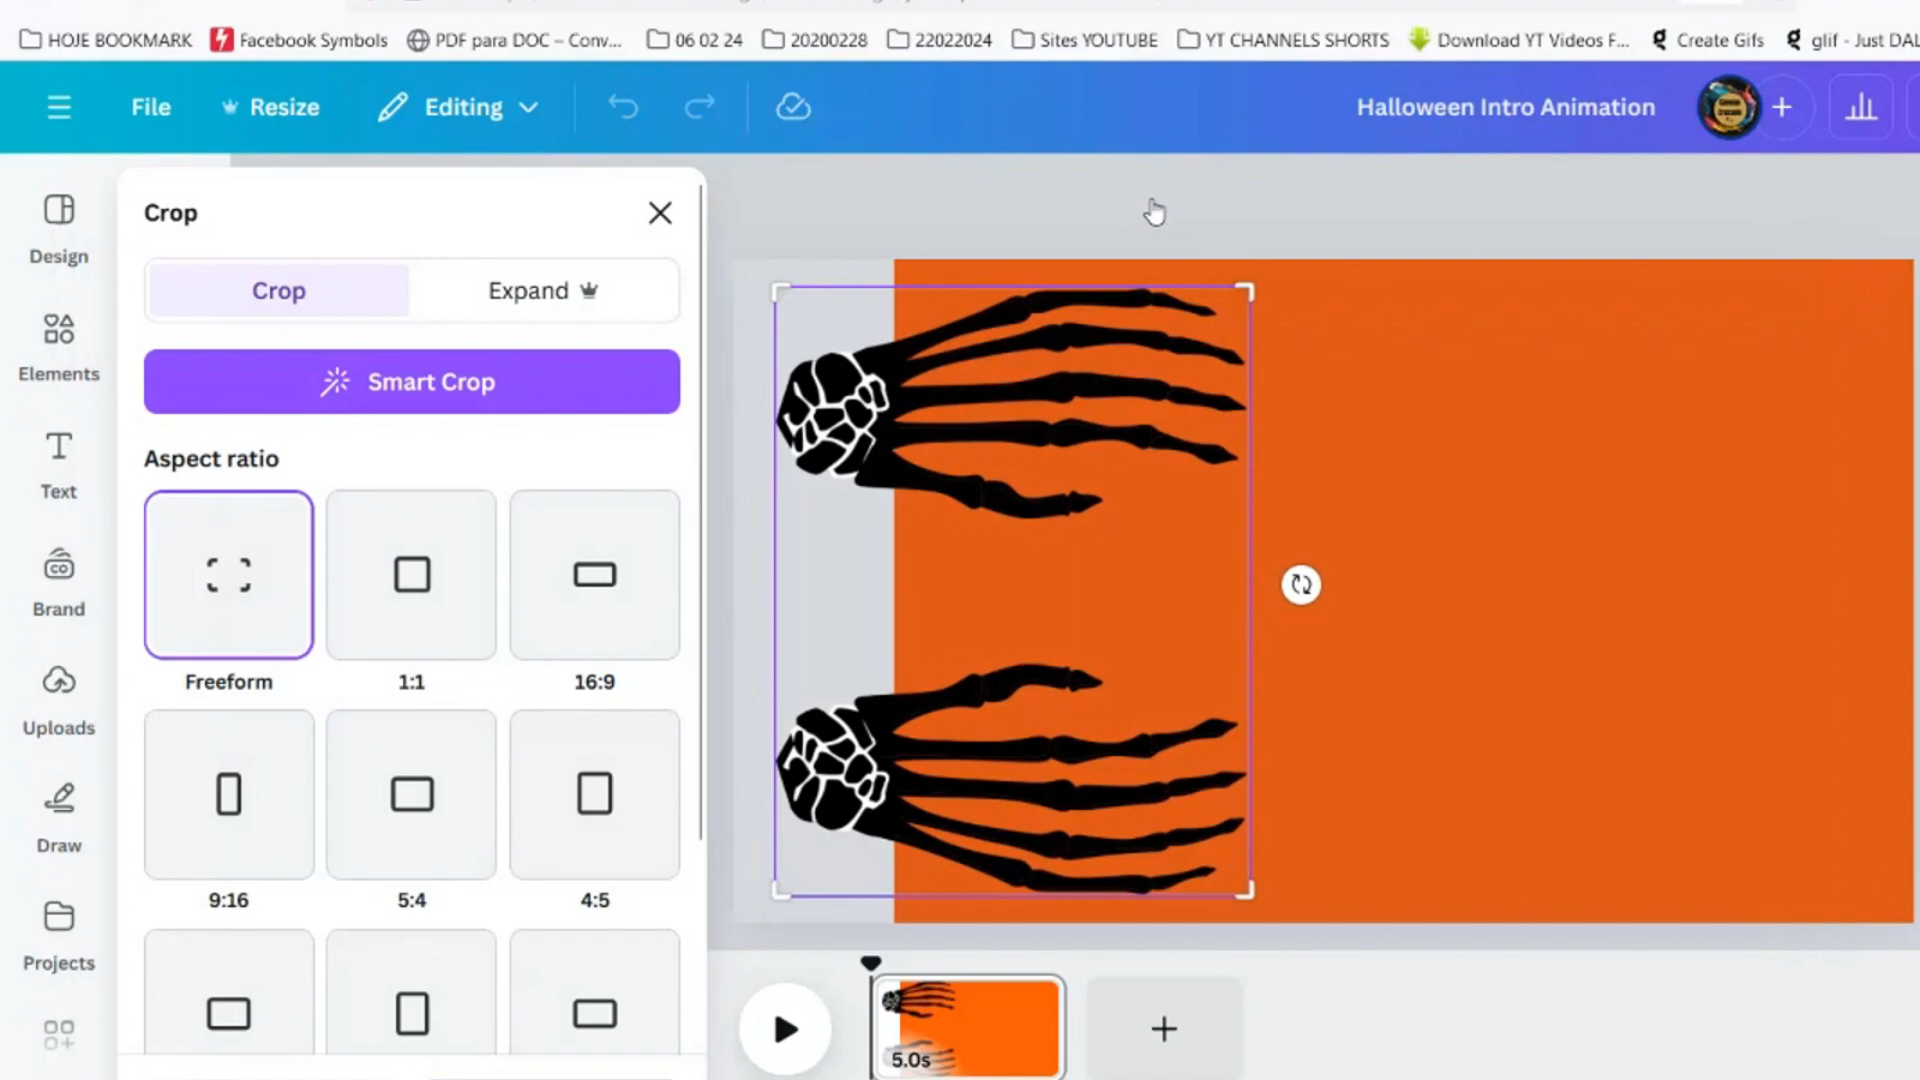 HOJE BOOKMARK Facebook Symbols PDF para DOC – Conv... 06 02 24 20200228 22022024 Sites YOUTUBE YT CHANNELS SHORTS Download YT Videos F... Create Gifs glif - Just DAL
File Resize Editing Halloween Intro Animation
Crop
Design
Crop Expand
Elements
Smart Crop
Aspect ratio
Text
Brand
Freeform 1:1 16:9
Uploads
Draw
9:16 5:4 4:5
Projects
5.0s